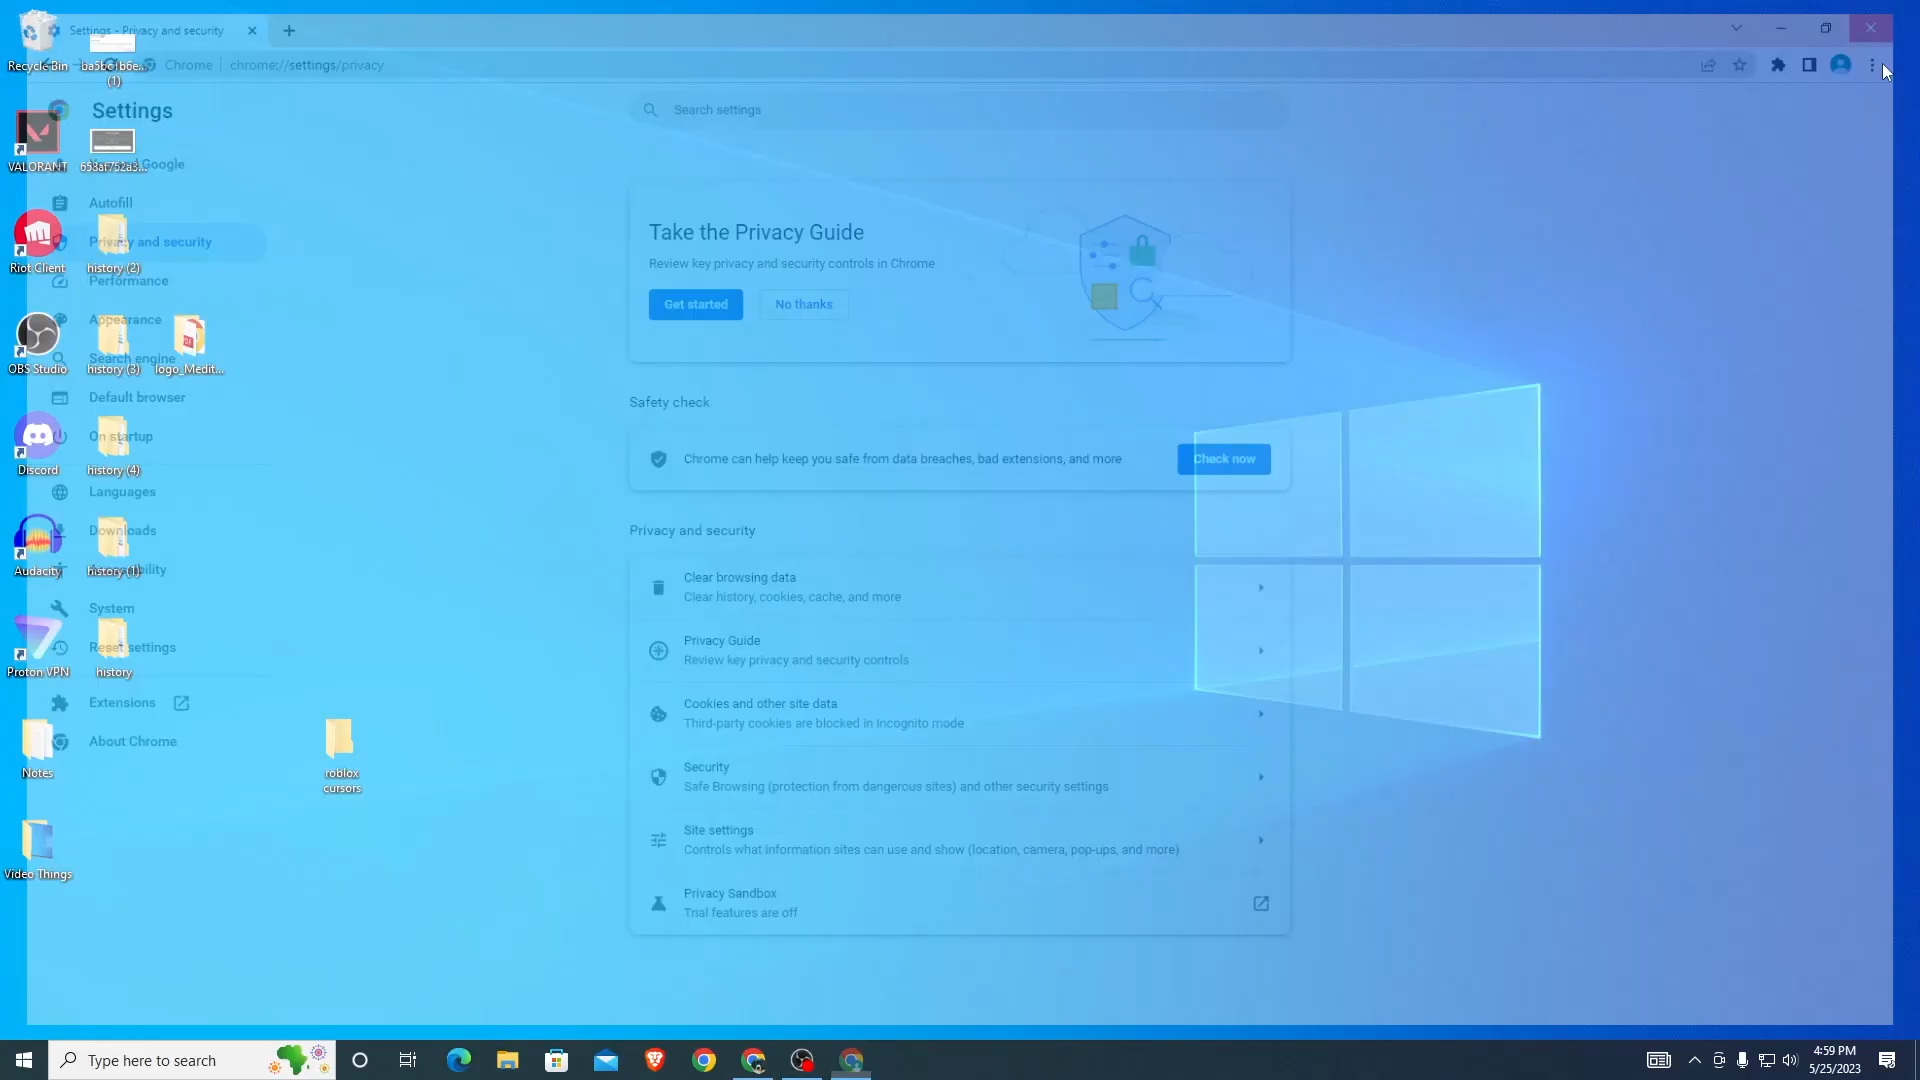 Settings - Privacy and security
Chrome
chrome://settings/privacy
Settings
Search settings
Google
Autofill
Privacy and security
Performance
Appearance
Search engine
Default browser
On startup
Languages
Downloads
System
Reset settings
Extensions
About Chrome
Take the Privacy Guide
Review key privacy and security controls in Chrome
Get started
No thanks
Safety check
Chrome can help keep you safe from data breaches, bad extensions, and more
Check now
Privacy and security
Clear browsing data
Clear history, cookies, cache, and more
Privacy Guide
Review key privacy and security controls
Cookies and other site data
Third-party cookies are blocked in Incognito mode
Security
Safe Browsing (protection from dangerous sites) and other security settings
Site settings
Controls what information sites can use and show (location, camera, pop-ups, and more)
Privacy Sandbox
Trial features are off
Recycle Bin
(1)
VALORANT
Riot Client
history (2)
OBS Studio
history (3)
logo_Medit...
Discord
history (4)
Audacity
history (1)
Proton VPN
history
Notes
roblox
cursors
Video Things
Type here to search
4:59 PM
5/25/2023